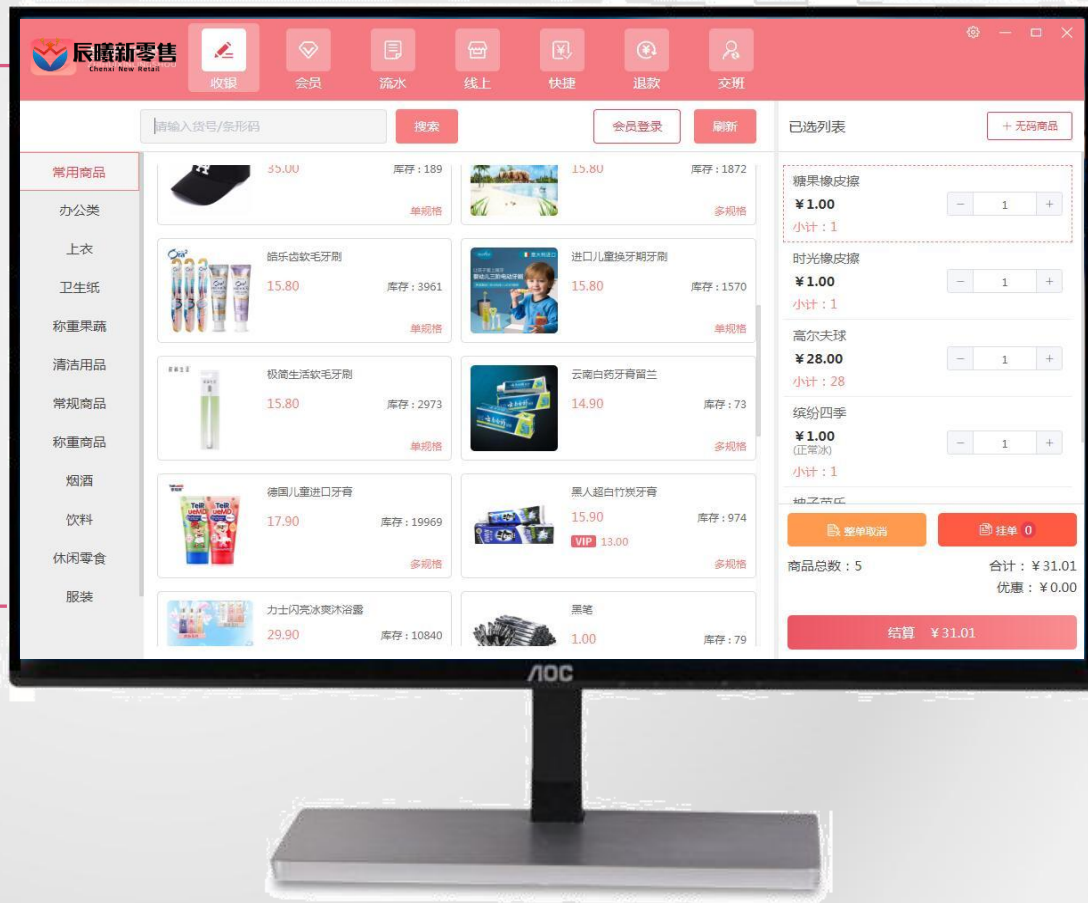 辰曦新零售
Chenxi New Retail
收银
会员
流水
线上
快捷
退款
交班
请输入货号/条形码
搜索
会员登录
刷新
已选列表
+ 无码商品
常用商品
办公类
上衣
卫生纸
称重果蔬
清洁用品
常规商品
称重商品
烟酒
饮料
休闲零食
服装
35.00
库存 : 189
单规格
15.80
库存 : 1872
多规格
皓乐齿软毛牙刷
15.80
库存 : 3961
单规格
进口儿童换牙期牙刷
15.80
库存 : 1570
单规格
极简生活软毛牙刷
15.80
库存 : 2973
单规格
云南白药牙膏留兰
14.90
库存 : 73
多规格
德国儿童进口牙膏
17.90
库存 : 19969
多规格
黑人超白竹炭牙膏
15.90
VIP 13.00
库存 : 974
多规格
力士闪亮冰爽沐浴露
29.90
库存 : 10840
黑笔
1.00
库存 : 79
糖果橡皮擦
¥1.00
− 1 +
小计 : 1
时光橡皮擦
¥1.00
− 1 +
小计 : 1
高尔夫球
¥28.00
− 1 +
小计 : 28
缤纷四季
¥1.00
(正常冰)
− 1 +
小计 : 1
整单取消
挂单 0
商品总数 : 5
合计 : ¥31.01
优惠 : ¥0.00
结算 ¥31.01
AOC